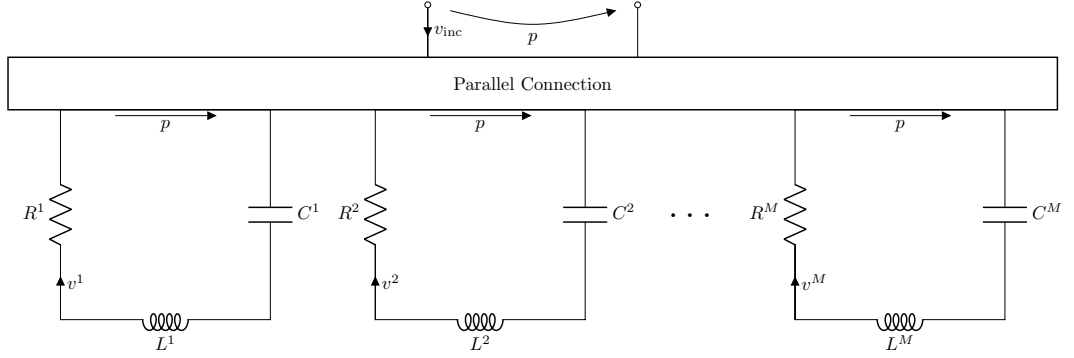 v_inc
p
Parallel Connection
p p p
R^1 C^1 R^2 C^2 · · · R^M C^M
v^1 v^2 v^M
L^1 L^2 L^M